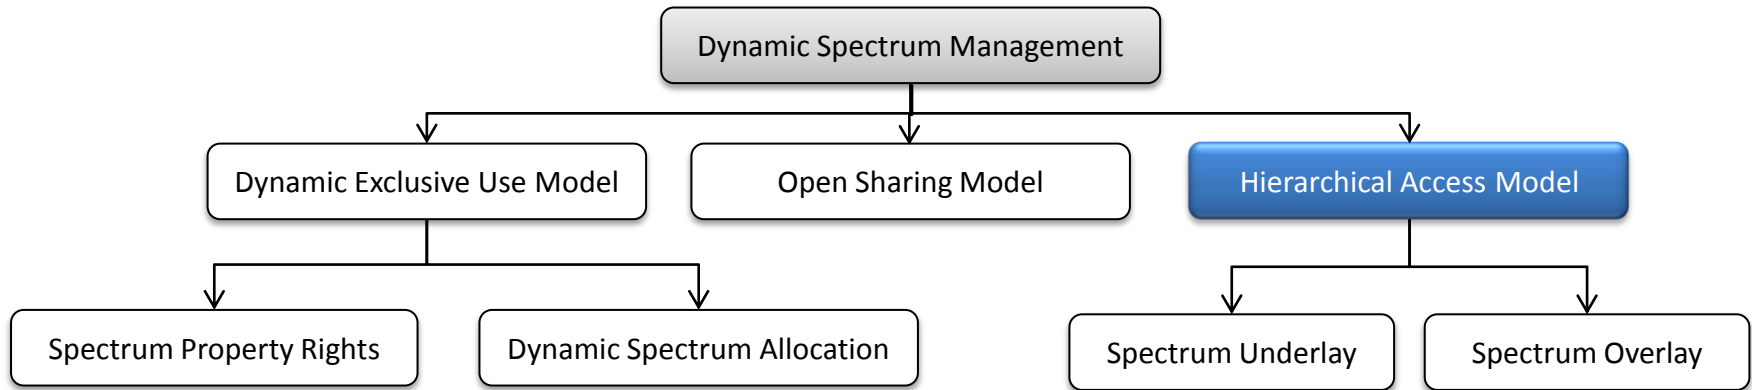 Dynamic Spectrum Management
Dynamic Exclusive Use Model
Open Sharing Model
Hierarchical Access Model
Spectrum Property Rights
Dynamic Spectrum Allocation
Spectrum Underlay
Spectrum Overlay